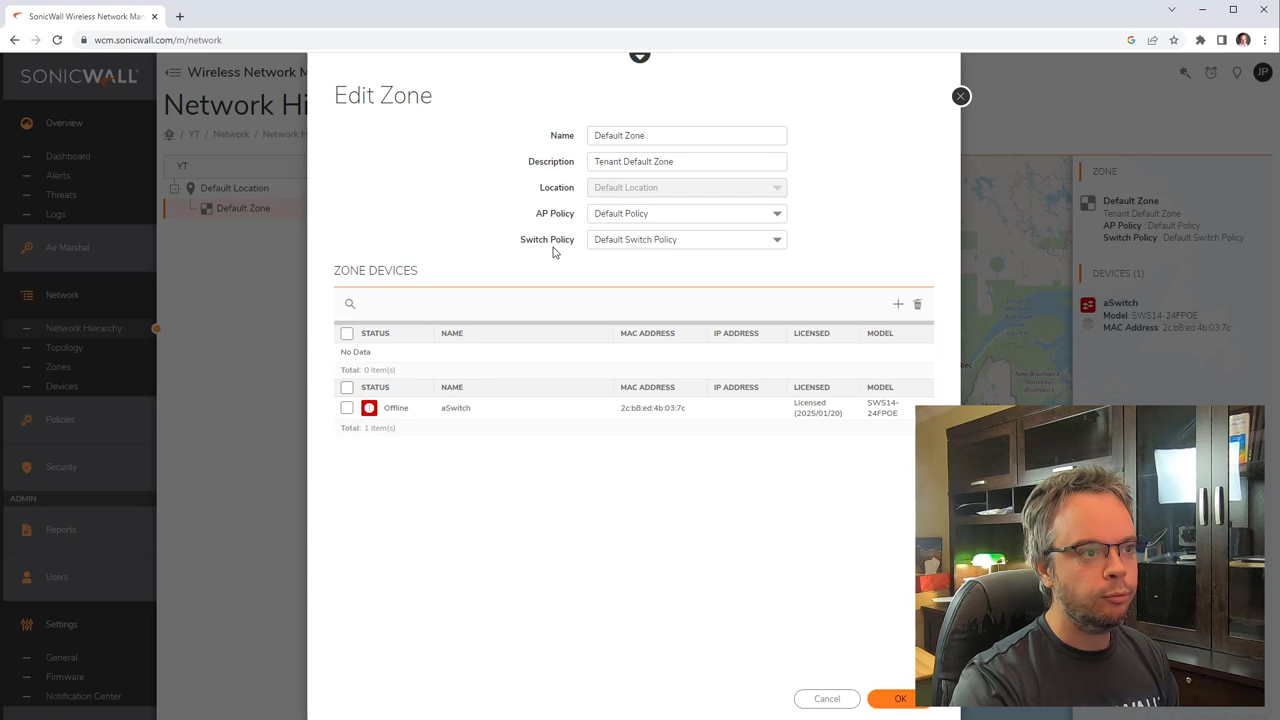 SonicWall Wireless Network Mar
wcm.sonicwall.com/m/network
SONICWALL
Overview
Dashboard
Alerts
Threats
Logs
Air Marshal
Network
Network Hierarchy
Topology
Zones
Devices
Policies
Security
ADMIN
Reports
Users
Settings
General
Firmware
Notification Center
Wireless Network M
Network Hier
/ YT / Network / Network H
YT
Default Location
Default Zone
Edit Zone
Name Default Zone
Description Tenant Default Zone
Location Default Location
AP Policy Default Policy
Switch Policy Default Switch Policy
ZONE DEVICES
STATUS NAME MAC ADDRESS IP ADDRESS LICENSED MODEL
No Data
Total: 0 item(s)
STATUS NAME MAC ADDRESS IP ADDRESS LICENSED MODEL
Offline aSwitch 2c:b8:ed:4b:03:7c Licensed (2025/01/20) SWS14-24FPOE
Total: 1 item(s)
Cancel
OK
JP
ZONE
Default Zone
Tenant Default Zone
AP Policy : Default Policy
Switch Policy : Default Switch Policy
DEVICES (1)
aSwitch
Model: SWS14-24FPOE
MAC Address: 2c:b8:ed:4b:03:7c